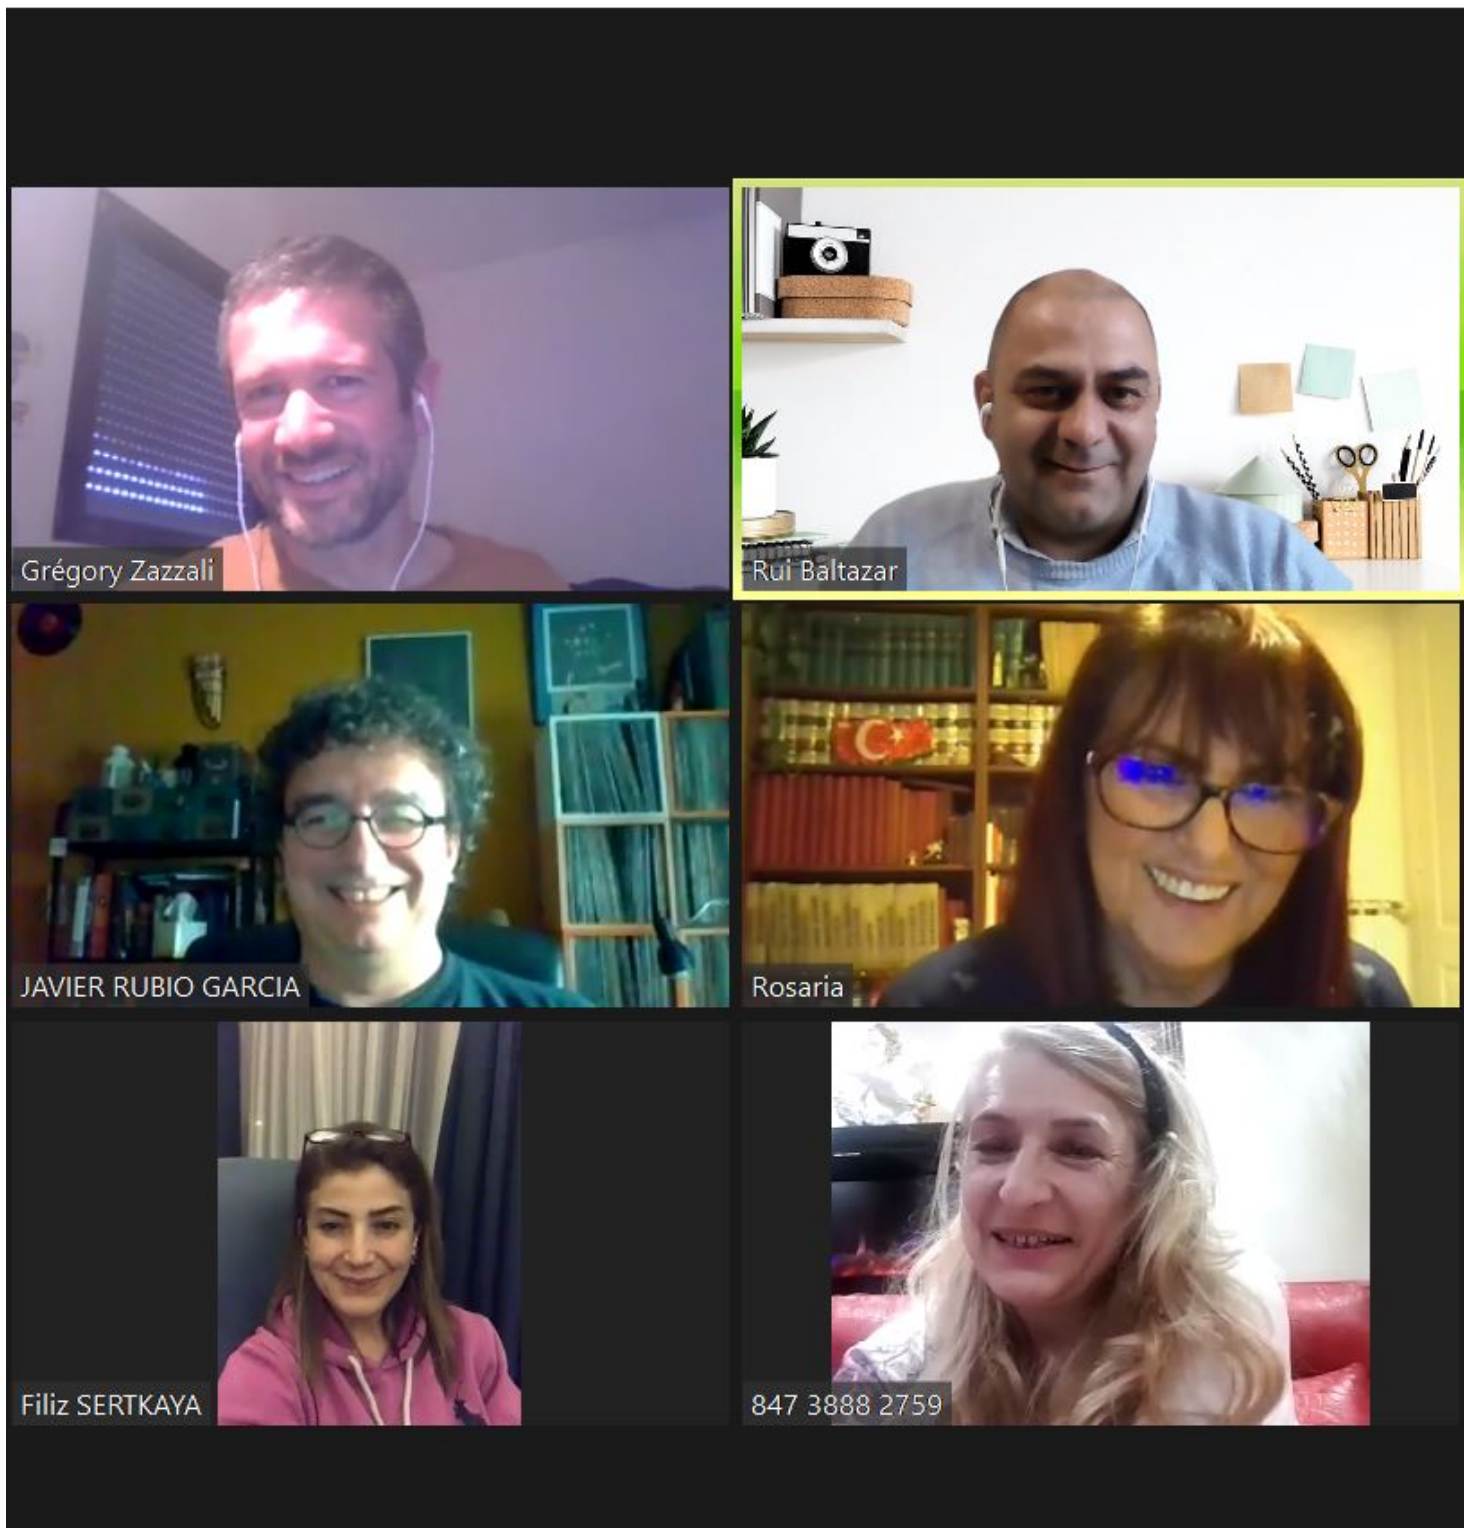 Grégory Zazzali
Rui Baltazar
JAVIER RUBIO GARCIA
Rosaria
Filiz SERTKAYA
847 3888 2759